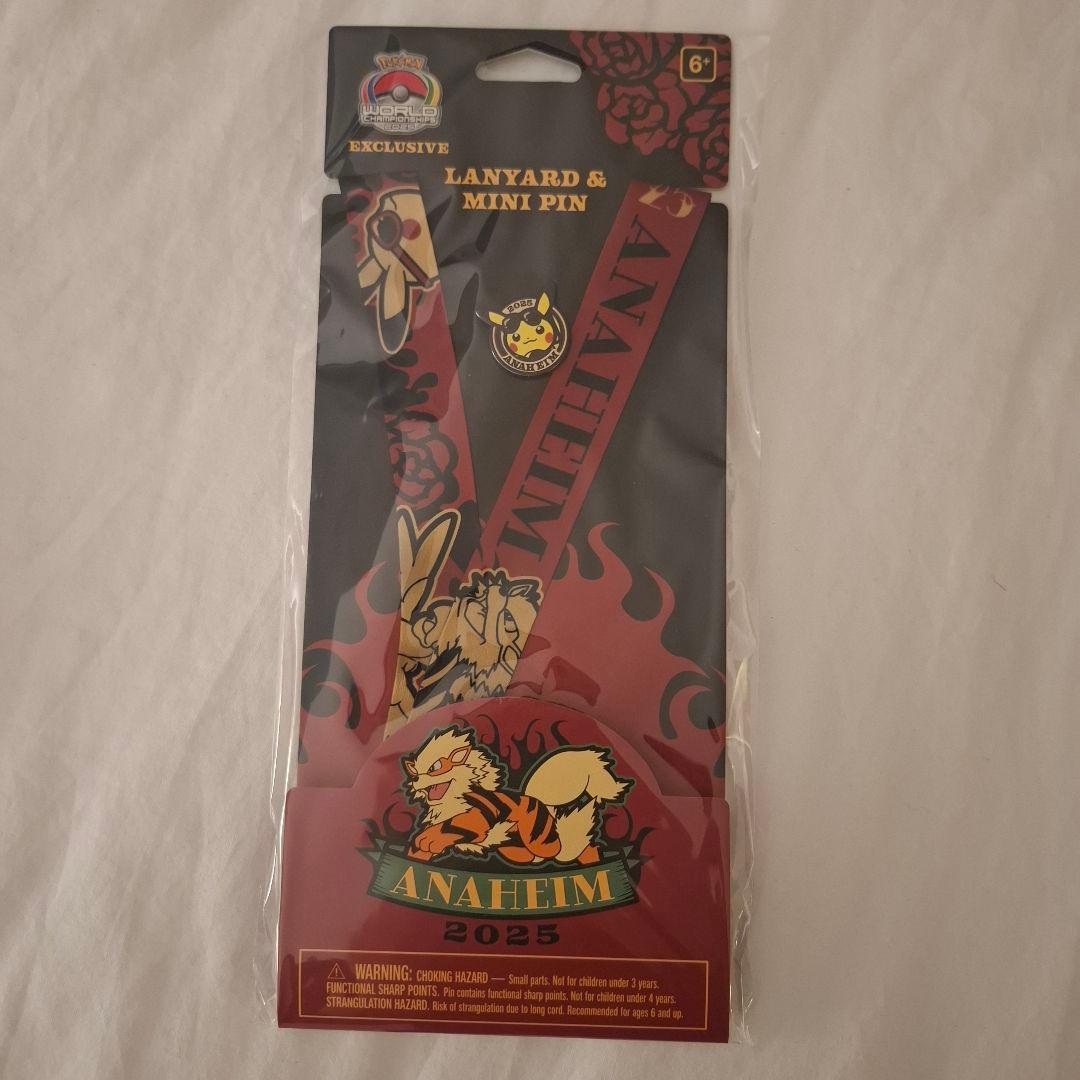 POKéMON
WORLD
CHAMPIONSHIPS
2025
EXCLUSIVE
6+
LANYARD &
MINI PIN
25 ANAHEIM
2025
ANAHEIM
ANAHEIM
2025
WARNING: CHOKING HAZARD — Small parts. Not for children under 3 years.
FUNCTIONAL SHARP POINTS. Pin contains functional sharp points. Not for children under 4 years.
STRANGULATION HAZARD. Risk of strangulation due to long cord. Recommended for ages 6 and up.